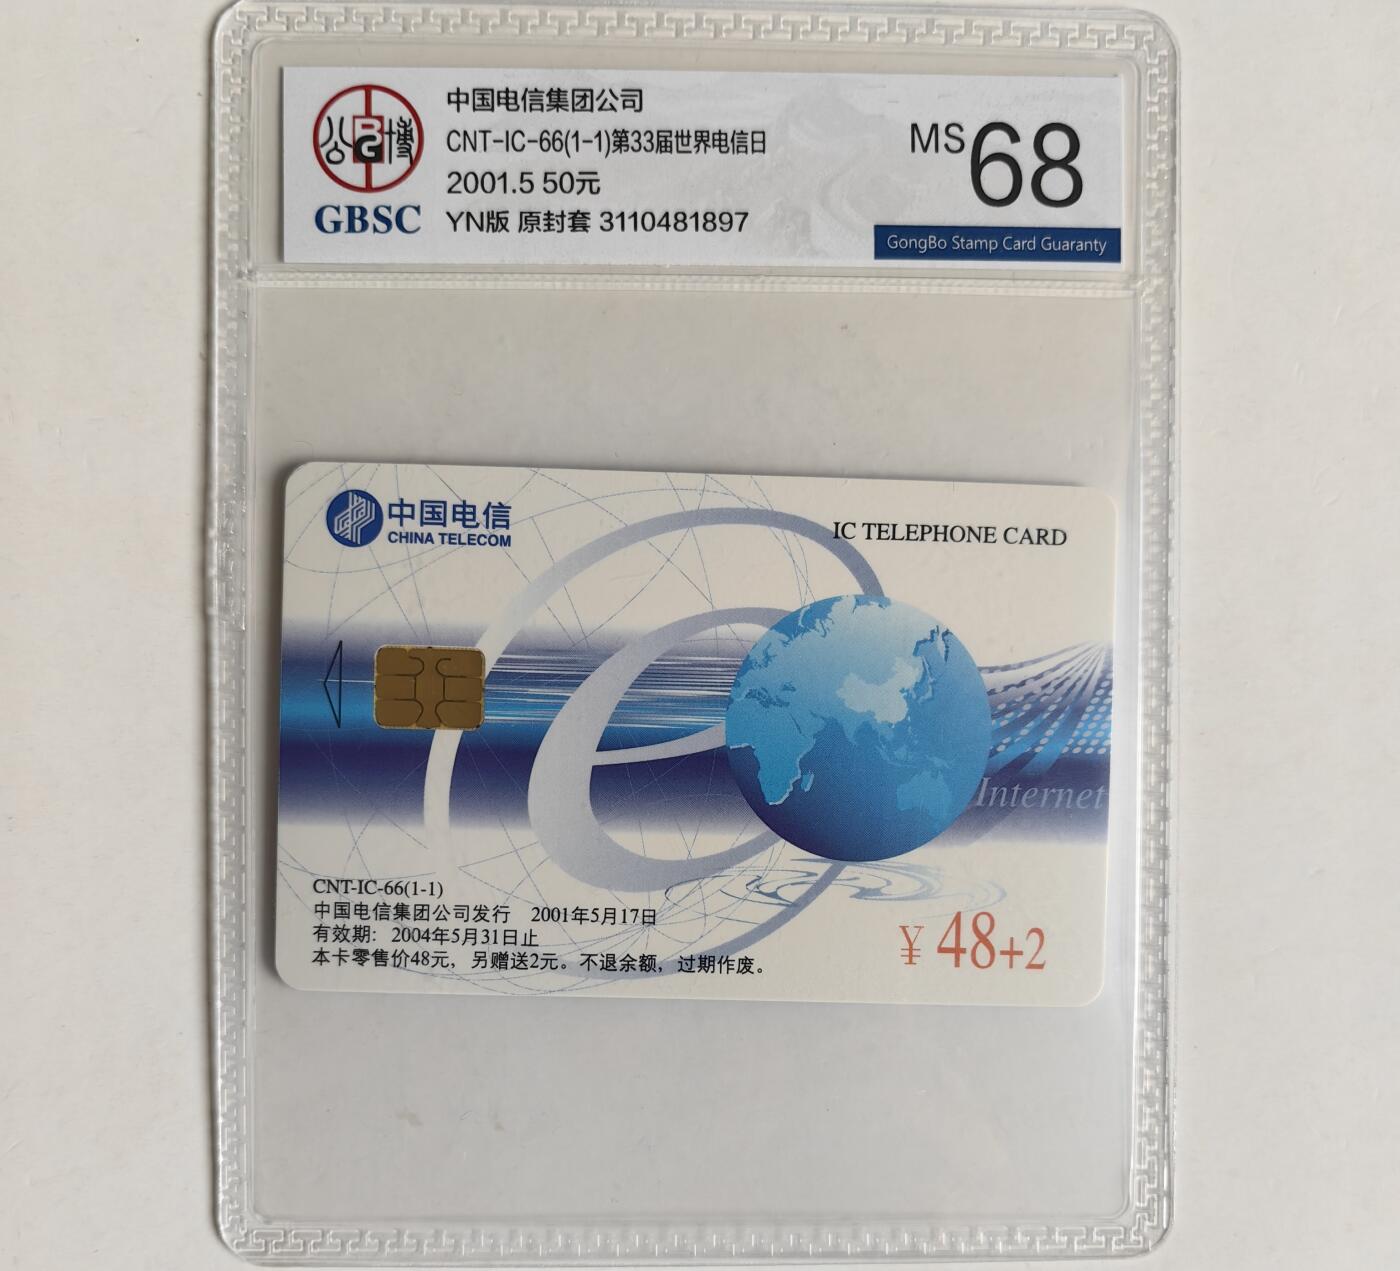 中国电信集团公司
CNT-IC-66(1-1)第33届世界电信日
2001.5 50元
YN版 原封套 3110481897
MS68
公博
BG
GBSC
GongBo Stamp Card Guaranty
中国电信
CHINA TELECOM
IC TELEPHONE CARD
Internet
CNT-IC-66(1-1)
中国电信集团公司发行 2001年5月17日
有效期: 2004年5月31日止
本卡零售价48元，另赠送2元。不退余额，过期作废。
¥ 48+2